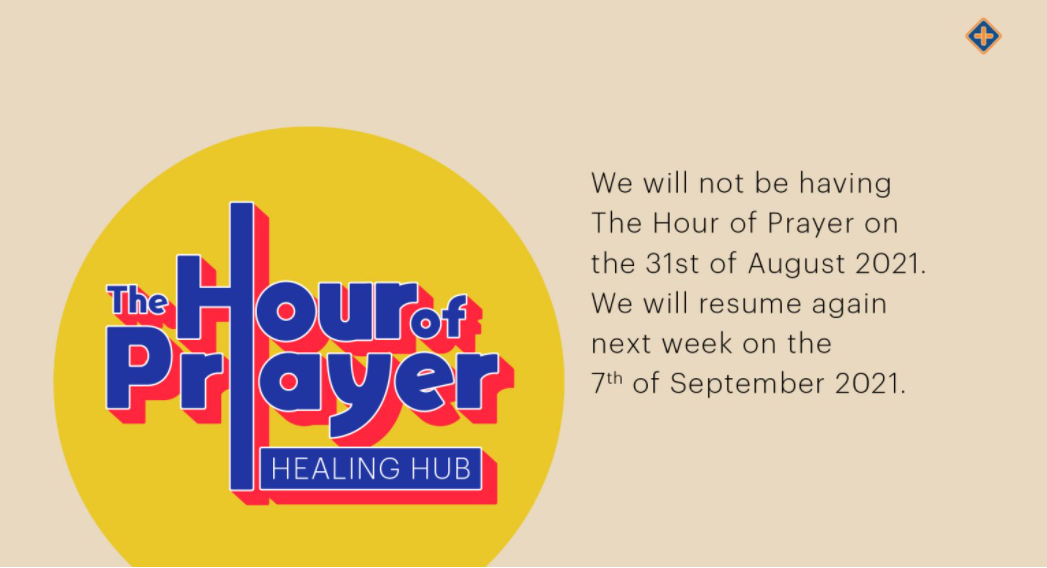 The Hour of
Prayer
HEALING HUB
We will not be having
The Hour of Prayer on
the 31st of August 2021.
We will resume again
next week on the
7th of September 2021.